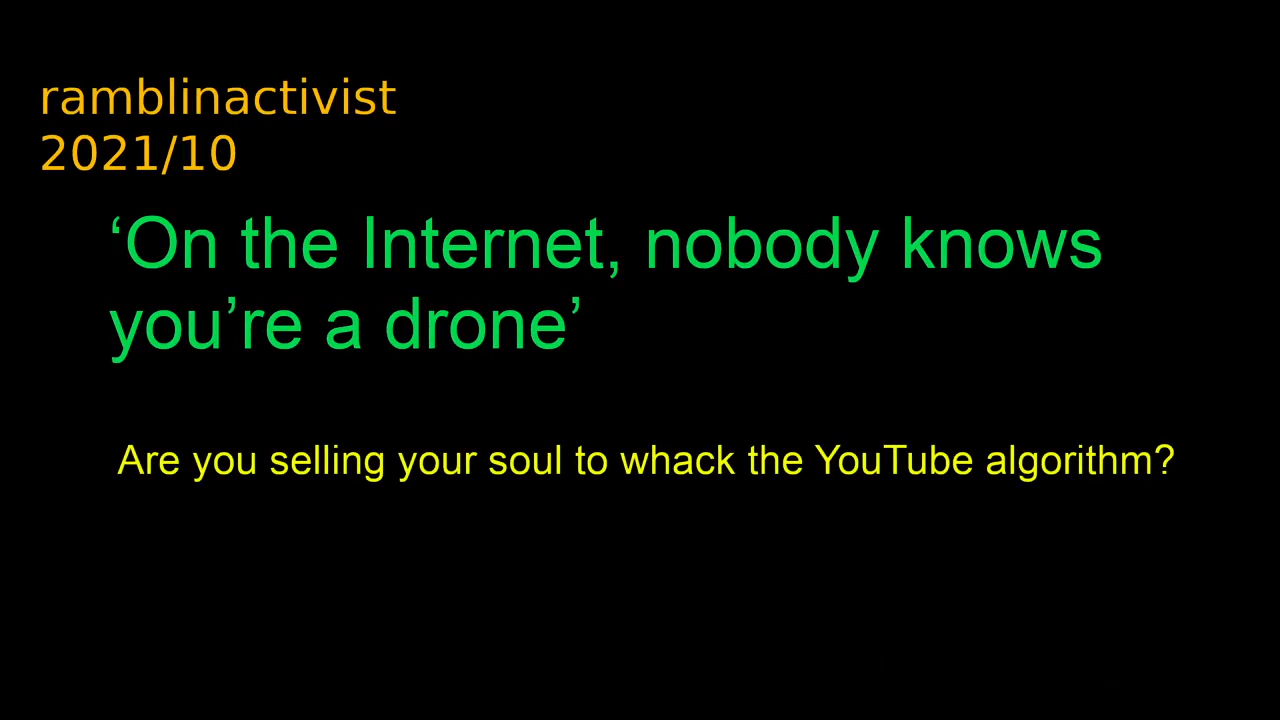 ramblinactivist
2021/10
‘On the Internet, nobody knows
you’re a drone’
Are you selling your soul to whack the YouTube algorithm?